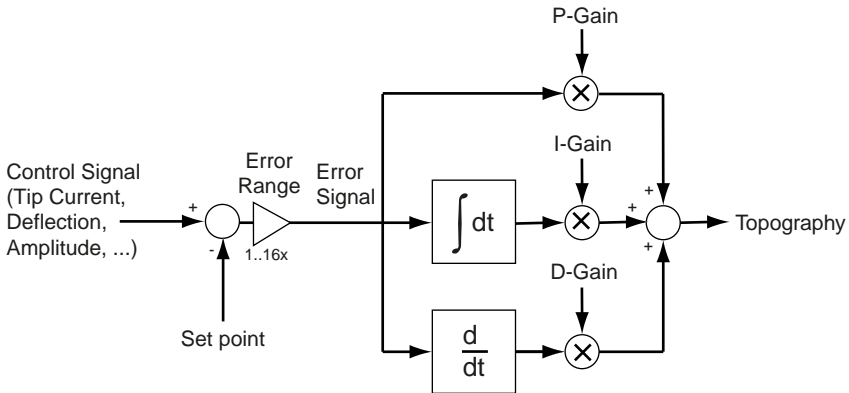 P-Gain
×
I-Gain
Control Signal
(Tip Current,
Deflection,
Amplitude, ...)
+
-
Error
Range
1..16x
Error
Signal
∫ dt
×
+
+
+
Topography
Set point
D-Gain
d
dt
×